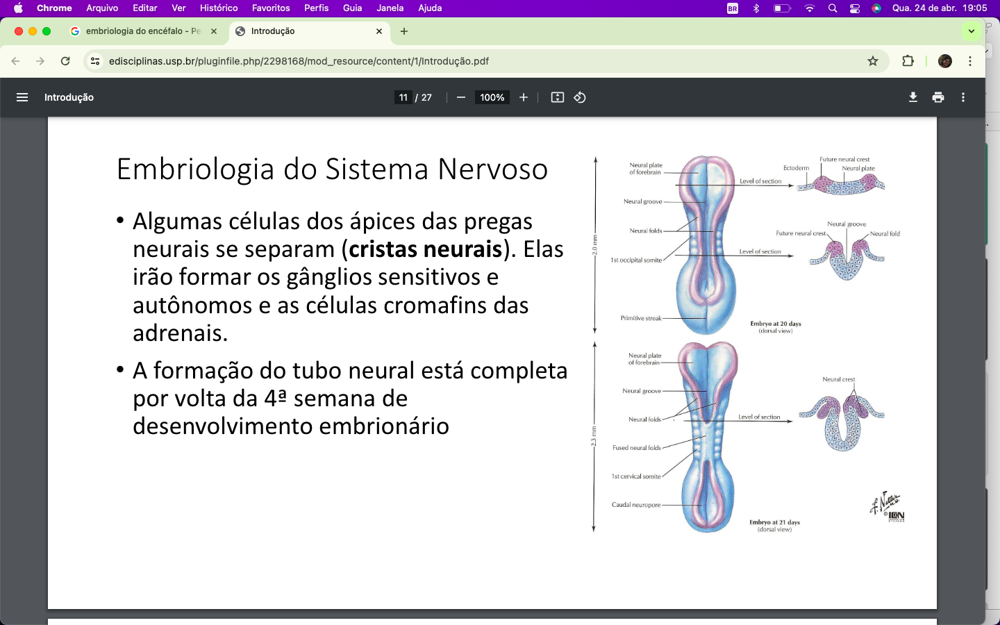 Chrome Arquivo Editar Ver Histórico Favoritos Perfis Guia Janela Ajuda BR Qua. 24 de abr. 19:05
embriologia do encéfalo - Pe
Introdução
edisciplinas.usp.br/pluginfile.php/2298168/mod_resource/content/1/Introdução.pdf
Introdução 11 / 27 100%
Embriologia do Sistema Nervoso
• Algumas células dos ápices das pregas
neurais se separam (cristas neurais). Elas
irão formar os gânglios sensitivos e
autônomos e as células cromafins das
adrenais.
• A formação do tubo neural está completa
por volta da 4ª semana de
desenvolvimento embrionário
2.0 mm
Neural plate
of forebrain
Neural groove
Neural folds
1st occipital somite
Primitive streak
Level of section
Level of section
Ectoderm
Future neural crest
Neural plate
Neural groove
Future neural crest
Neural fold
Embryo at 20 days
(dorsal view)
2.3 mm
Neural plate
of forebrain
Neural groove
Neural folds
Fused neural folds
1st cervical somite
Caudal neuropore
Level of section
Neural crest
Embryo at 21 days
(dorsal view)
F. Netter
M.D.
© ICON